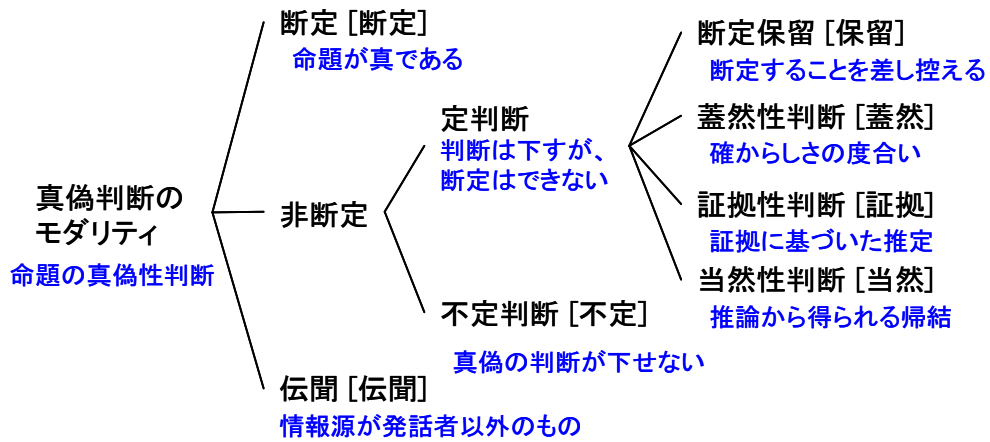 真偽判断の
モダリティ
命題の真偽性判断
断定 [断定]
命題が真である
非断定
定判断
判断は下すが、
断定はできない
断定保留 [保留]
断定することを差し控える
蓋然性判断 [蓋然]
確からしさの度合い
証拠性判断 [証拠]
証拠に基づいた推定
当然性判断 [当然]
推論から得られる帰結
不定判断 [不定]
真偽の判断が下せない
伝聞 [伝聞]
情報源が発話者以外のもの